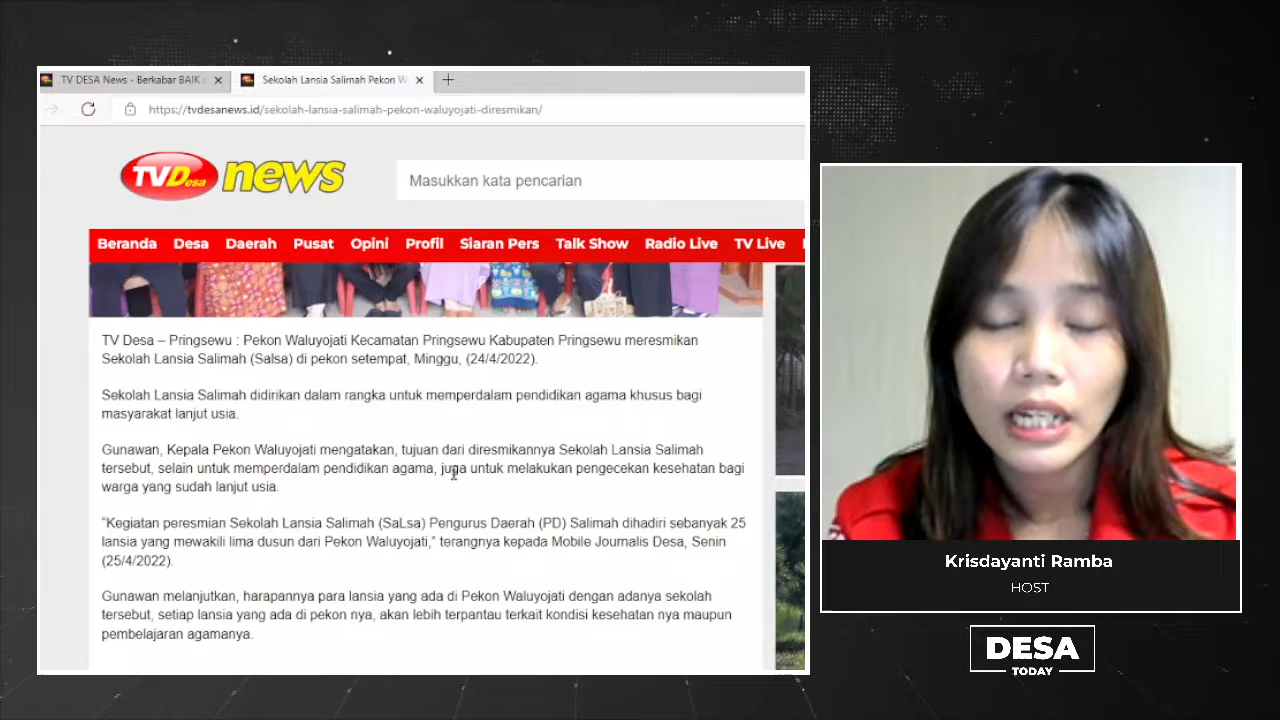 TV DESA News - Berkabar BAIK
Sekolah Lansia Salimah Pekon W
https://tvdesanews.id/sekolah-lansia-salimah-pekon-waluyojati-diresmikan/
TV Desa news
Masukkan kata pencarian
Beranda Desa Daerah Pusat Opini Profil Siaran Pers Talk Show Radio Live TV Live
TV Desa – Pringsewu : Pekon Waluyojati Kecamatan Pringsewu Kabupaten Pringsewu meresmikan
Sekolah Lansia Salimah (Salsa) di pekon setempat, Minggu, (24/4/2022).
Sekolah Lansia Salimah didirikan dalam rangka untuk memperdalam pendidikan agama khusus bagi
masyarakat lanjut usia.
Gunawan, Kepala Pekon Waluyojati mengatakan, tujuan dari diresmikannya Sekolah Lansia Salimah
tersebut, selain untuk memperdalam pendidikan agama, juga untuk melakukan pengecekan kesehatan bagi
warga yang sudah lanjut usia.
“Kegiatan peresmian Sekolah Lansia Salimah (SaLsa) Pengurus Daerah (PD) Salimah dihadiri sebanyak 25
lansia yang mewakili lima dusun dari Pekon Waluyojati,” terangnya kepada Mobile Journalis Desa, Senin
(25/4/2022).
Gunawan melanjutkan, harapannya para lansia yang ada di Pekon Waluyojati dengan adanya sekolah
tersebut, setiap lansia yang ada di pekon nya, akan lebih terpantau terkait kondisi kesehatan nya maupun
pembelajaran agamanya.
Krisdayanti Ramba
HOST
DESA
TODAY